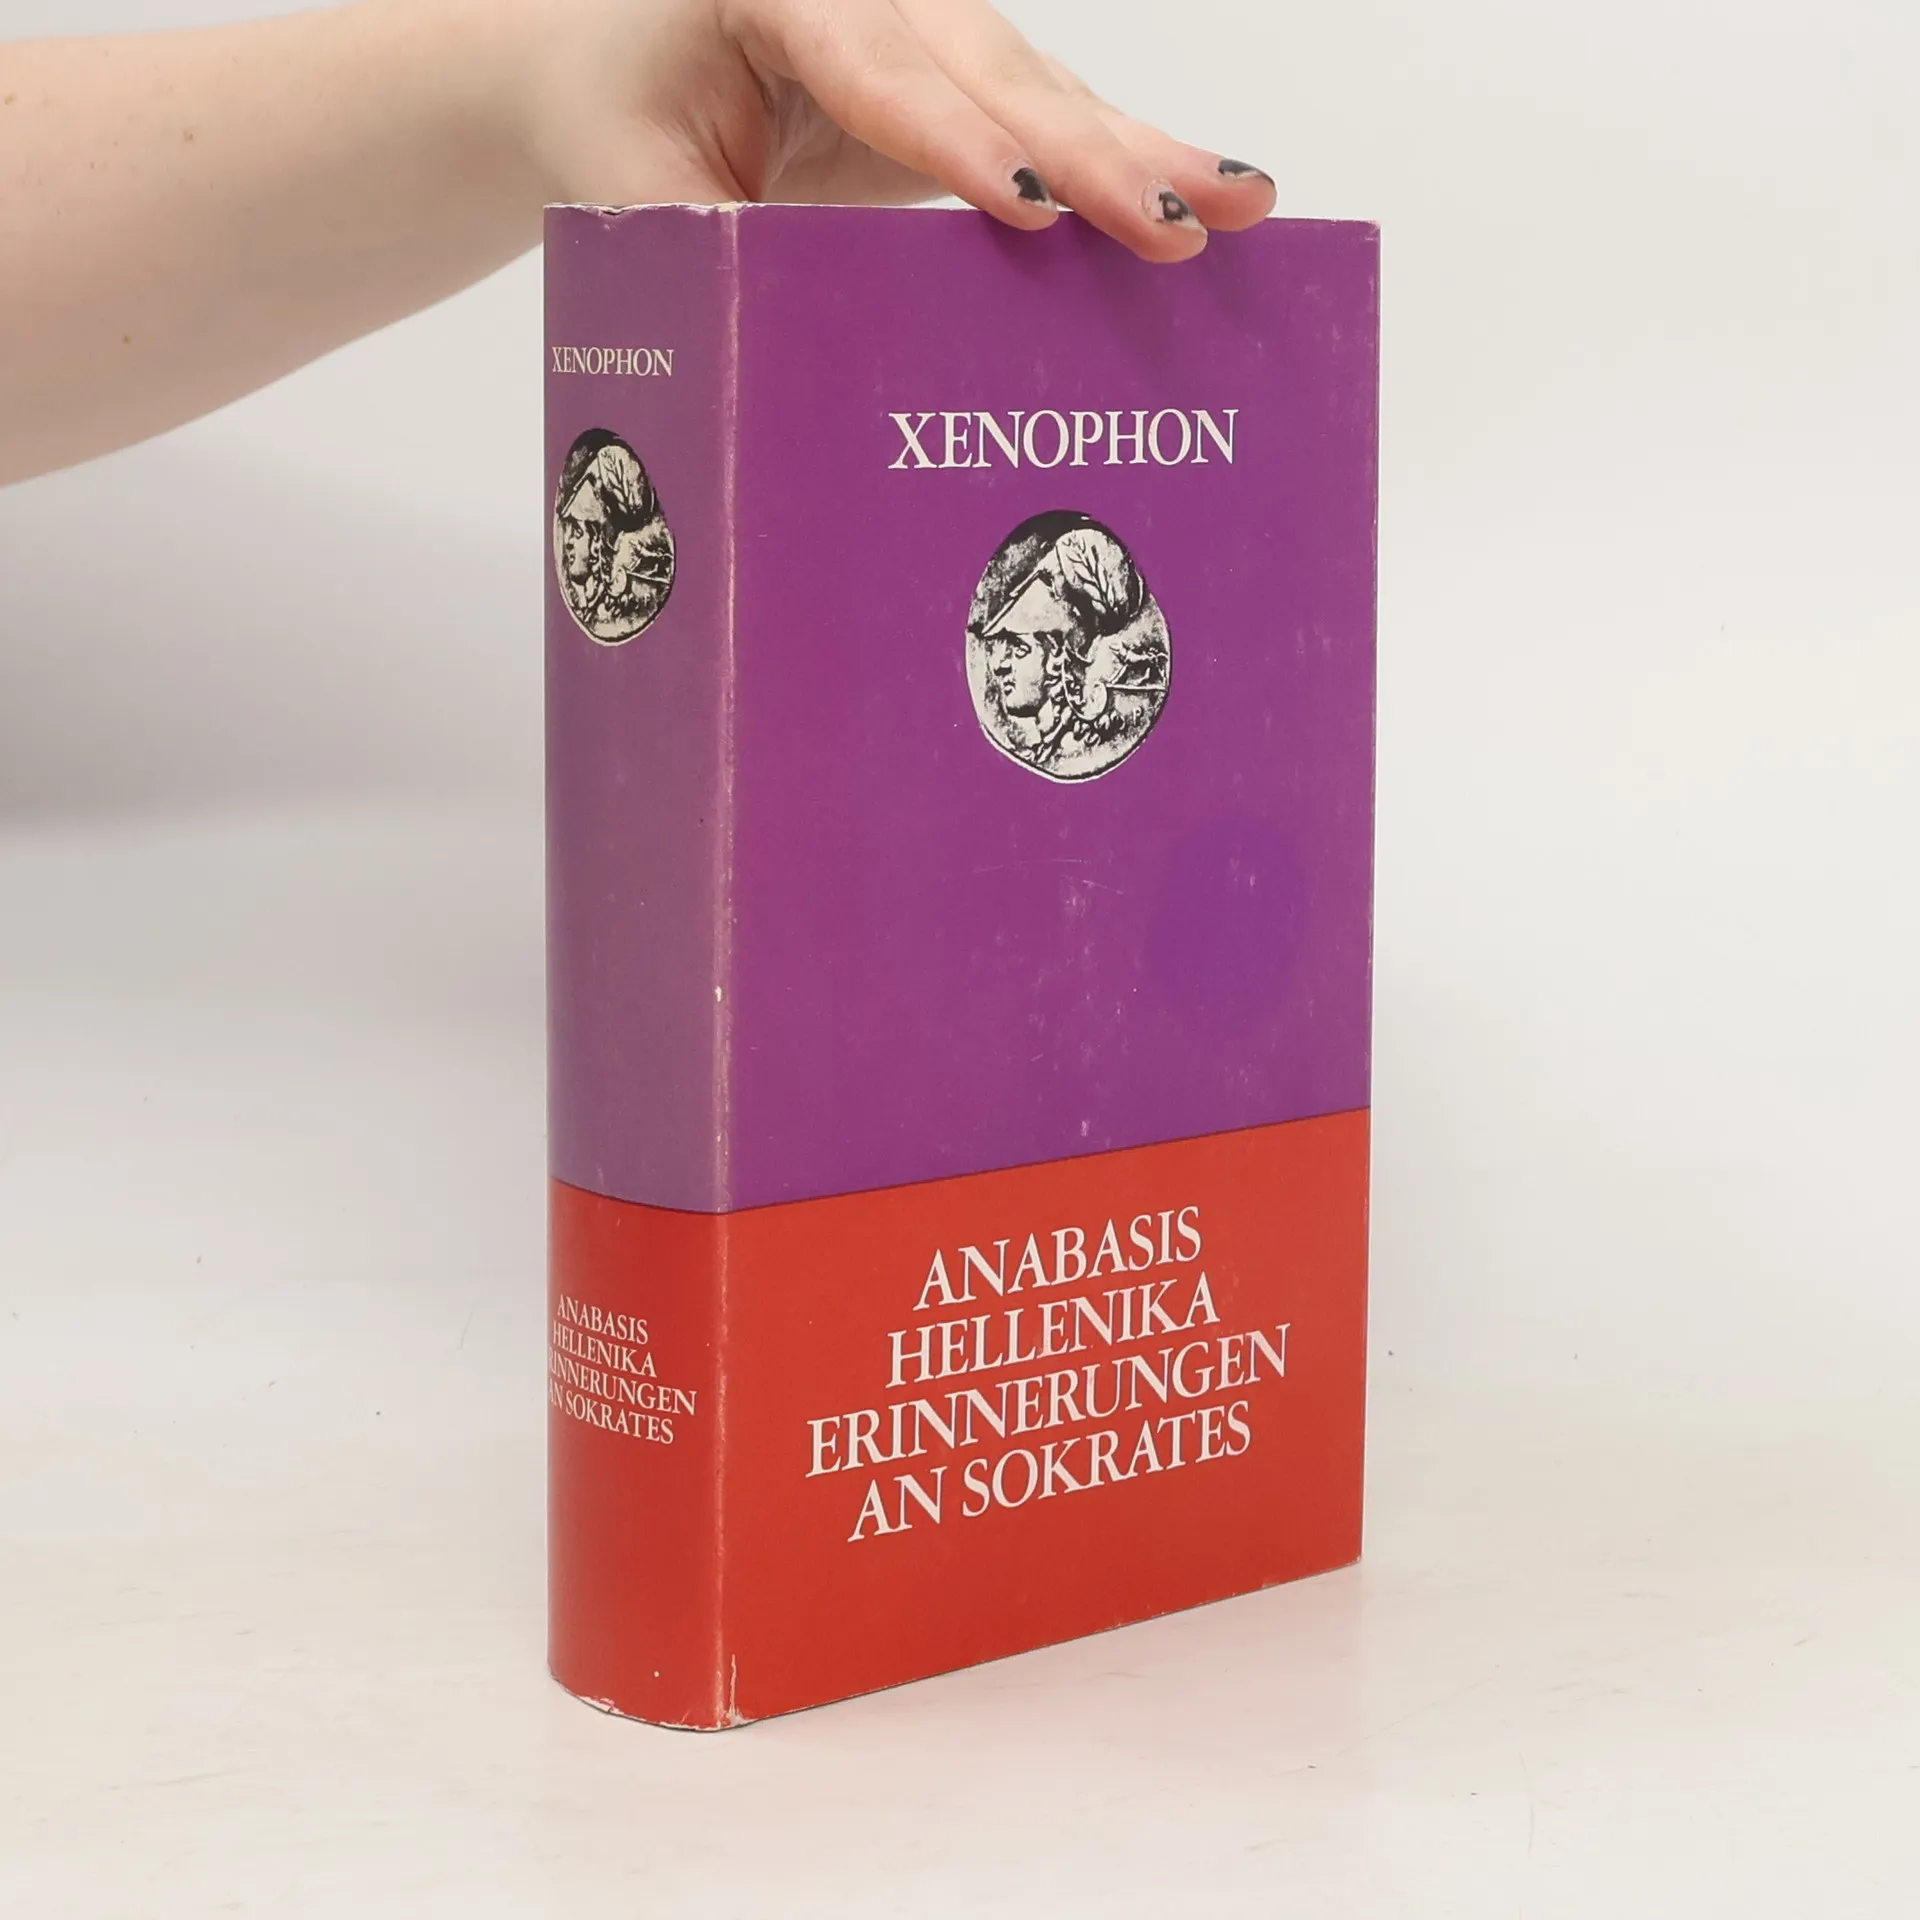 XENOPHON
ANABASIS
HELLENIKA
ERINNERUNGEN
AN SOKRATES
XENOPHON
ANABASIS
HELLENIKA
ERINNERUNGEN
AN SOKRATES